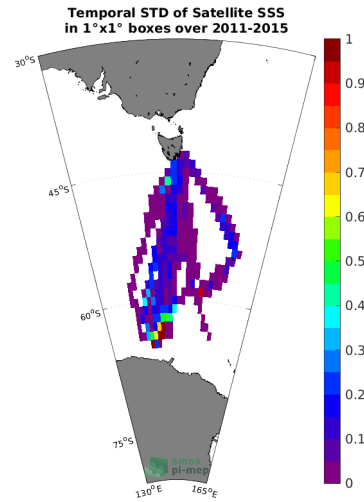 Temporal STD of Satellite SSS
in 1°x1° boxes over 2011-2015
30°S
45°S
60°S
75°S
130°E
165°E
1
0.9
0.8
0.7
0.6
0.5
0.4
0.3
0.2
0.1
0
smos
pi-mep